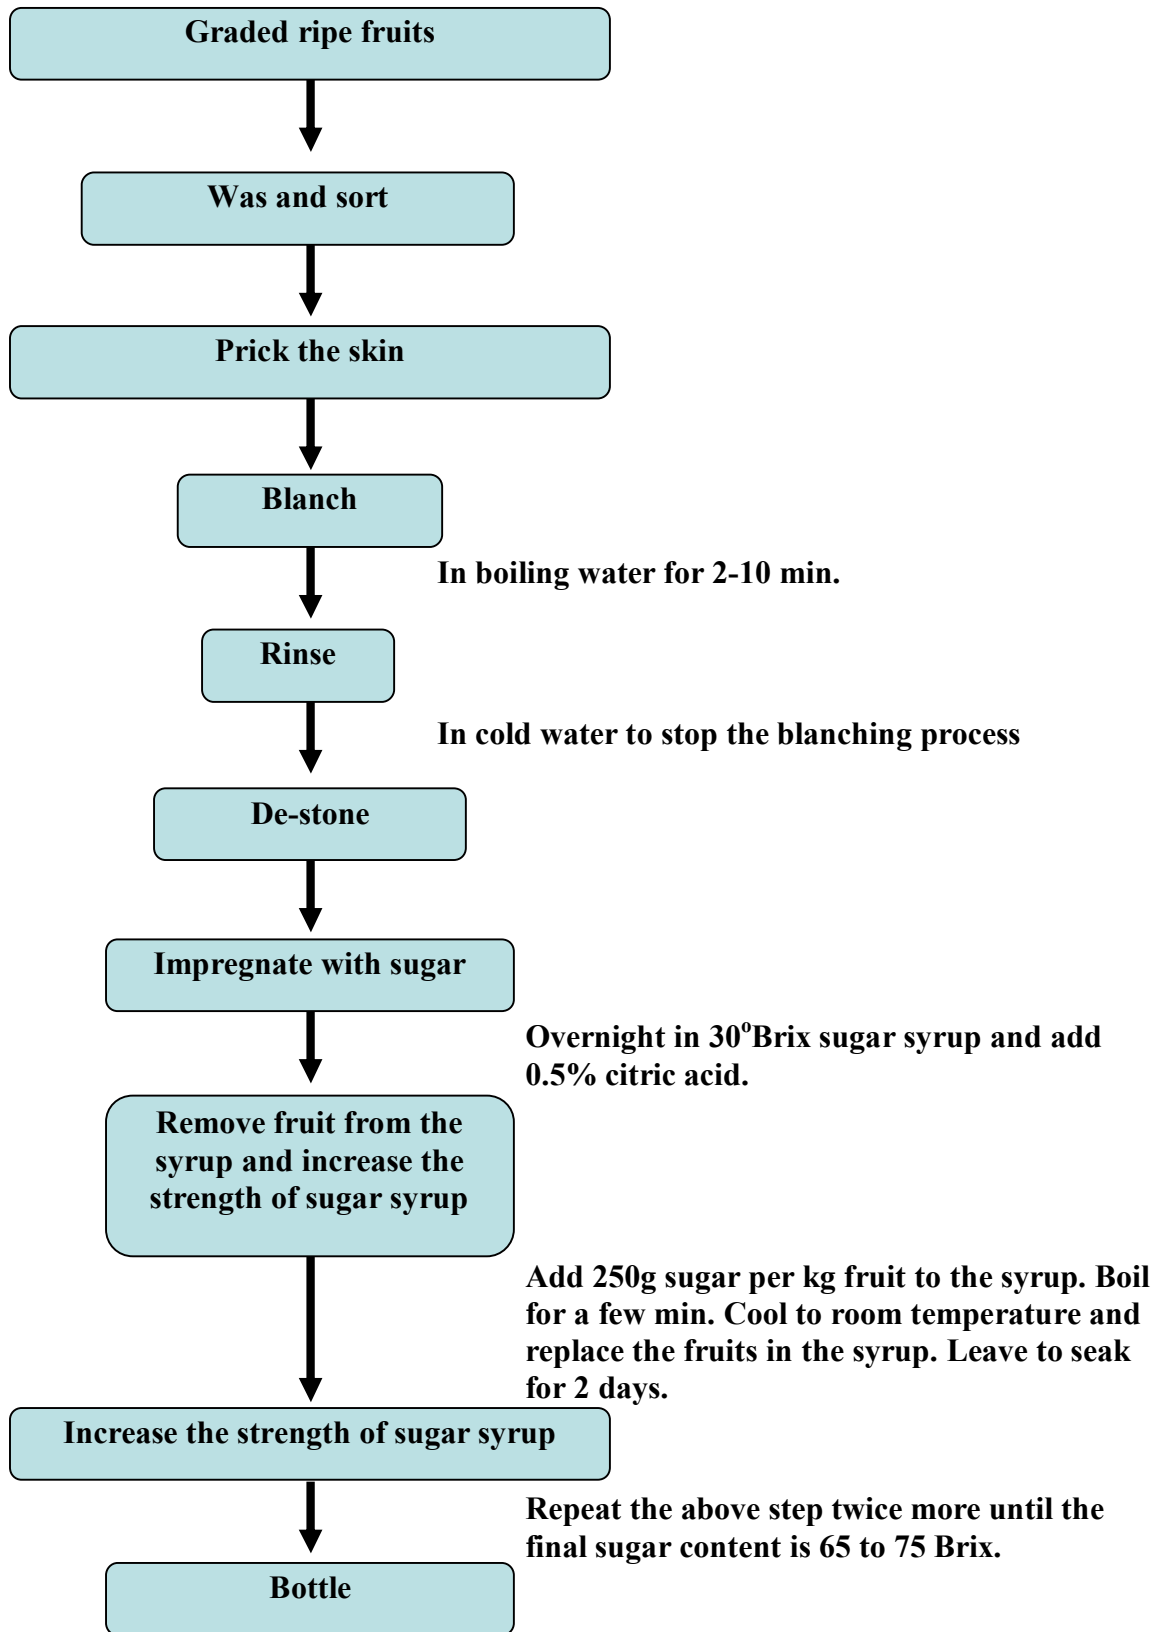 Graded ripe fruits
Was and sort
Prick the skin
Blanch
In boiling water for 2-10 min.
Rinse
In cold water to stop the blanching process
De-stone
Impregnate with sugar
Overnight in 30°Brix sugar syrup and add
0.5% citric acid.
Remove fruit from the
syrup and increase the
strength of sugar syrup
Add 250g sugar per kg fruit to the syrup. Boil
for a few min. Cool to room temperature and
replace the fruits in the syrup. Leave to seak
for 2 days.
Increase the strength of sugar syrup
Repeat the above step twice more until the
final sugar content is 65 to 75 Brix.
Bottle